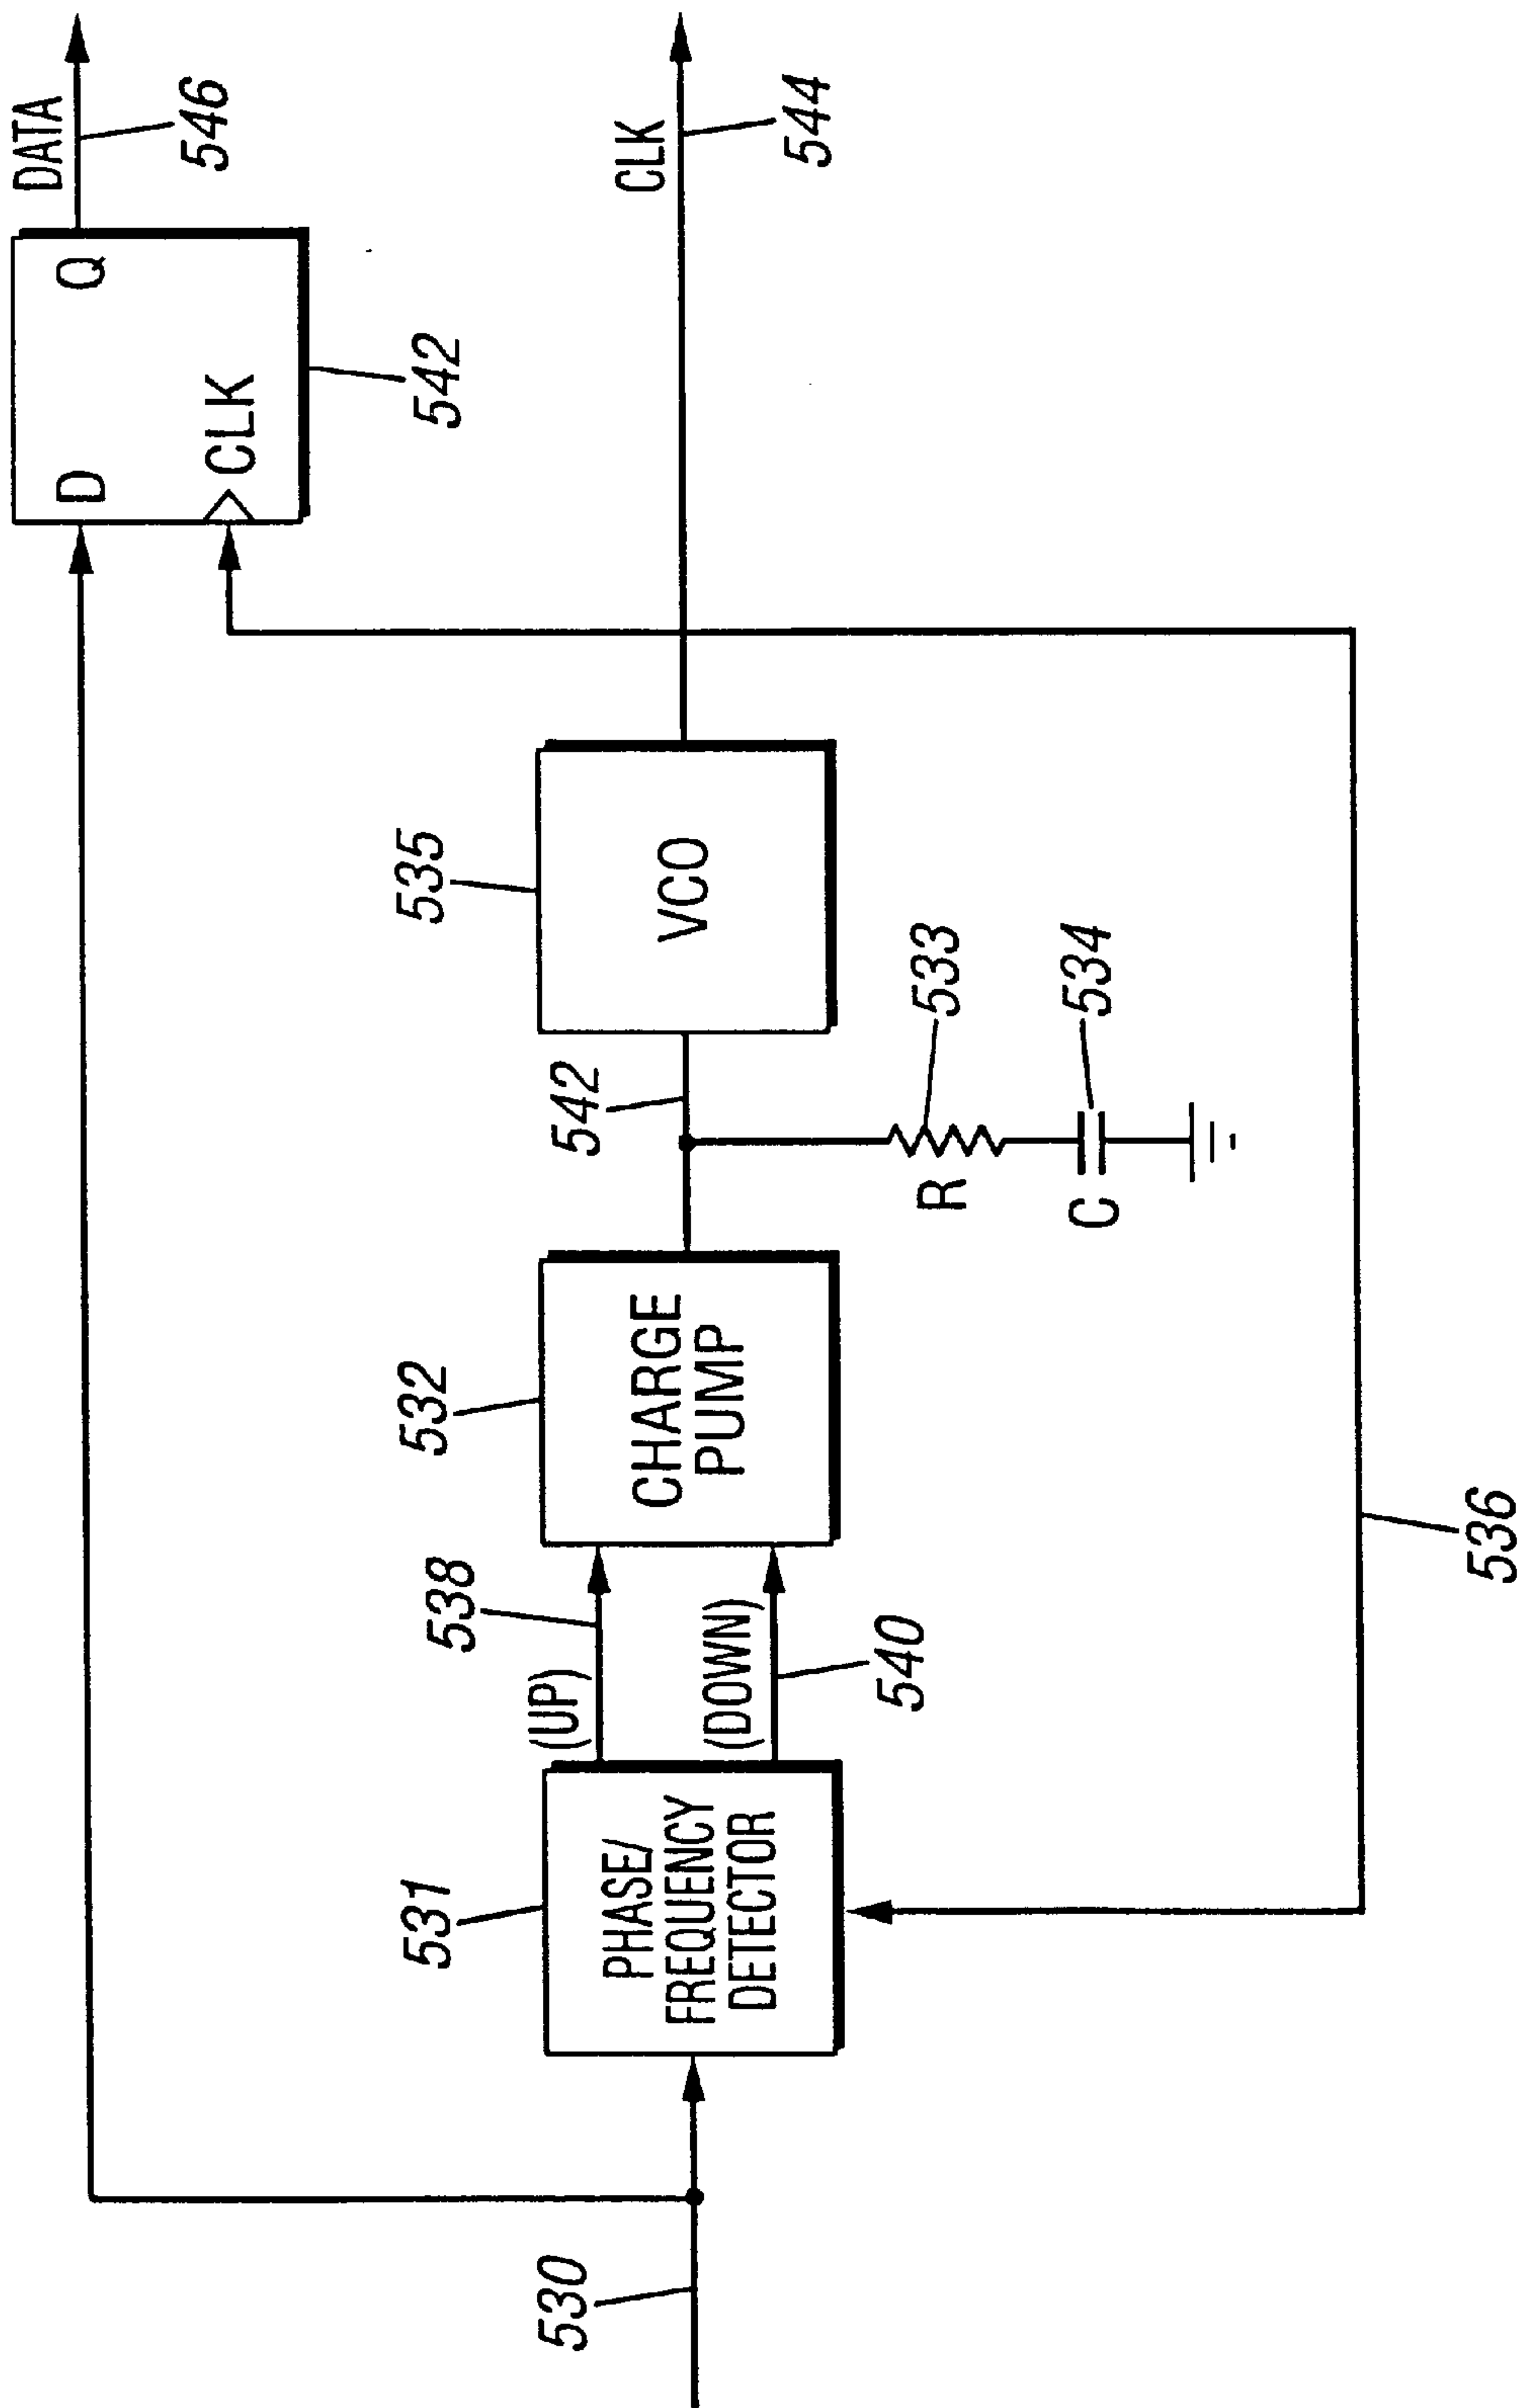 DATA
546
D
Q
CLK
542
CLK
544
535
VCO
542
533
R
534
C
532
CHARGE
PUMP
538
(UP)
(DOWN)
540
531
PHASE/
FREQUENCY
DETECTOR
530
536